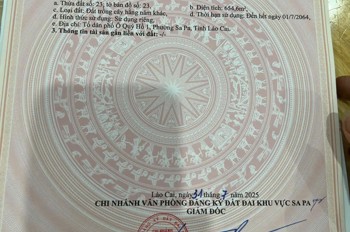 a. Thửa đất số: 23, tờ bản đồ số: 23, b. Diện tích: 654,6m²,
c. Loại đất: Đất trồng cây hằng năm khác, d. Thời hạn sử dụng: Đến hết ngày 01/7/2064,
đ. Hình thức sử dụng: Sử dụng riêng,
e. Địa chỉ: Tổ dân phố Ô Quý Hồ 1, Phường Sa Pa, Tỉnh Lào Cai.
3. Thông tin tài sản gắn liền với đất: -/-
Lào Cai, ngày 31 tháng 7 năm 2025
CHI NHÁNH VĂN PHÒNG ĐĂNG KÝ ĐẤT ĐAI KHU VỰC SA PA
GIÁM ĐỐC